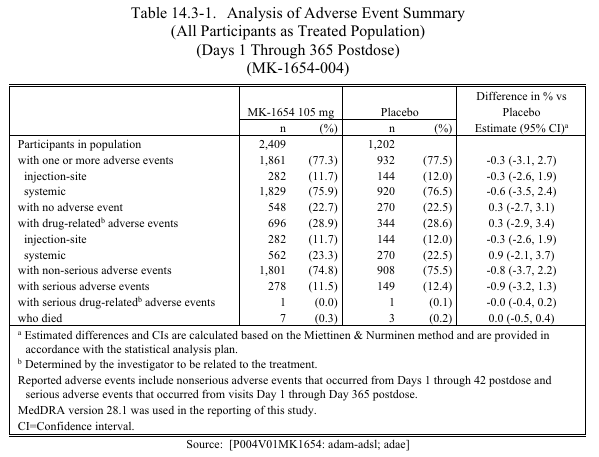 Table 14.3-1. Analysis of Adverse Event Summary
(All Participants as Treated Population)
(Days 1 Through 365 Postdose)
(MK-1654-004)
Difference in % vs
MK-1654 105 mg Placebo Placebo
n (%) n (%) Estimate (95% CI)ᵃ
Participants in population 2,409 1,202
with one or more adverse events 1,861 (77.3) 932 (77.5) -0.3 (-3.1, 2.7)
injection-site 282 (11.7) 144 (12.0) -0.3 (-2.6, 1.9)
systemic 1,829 (75.9) 920 (76.5) -0.6 (-3.5, 2.4)
with no adverse event 548 (22.7) 270 (22.5) 0.3 (-2.7, 3.1)
with drug-relatedᵇ adverse events 696 (28.9) 344 (28.6) 0.3 (-2.9, 3.4)
injection-site 282 (11.7) 144 (12.0) -0.3 (-2.6, 1.9)
systemic 562 (23.3) 270 (22.5) 0.9 (-2.1, 3.7)
with non-serious adverse events 1,801 (74.8) 908 (75.5) -0.8 (-3.7, 2.2)
with serious adverse events 278 (11.5) 149 (12.4) -0.9 (-3.2, 1.3)
with serious drug-relatedᵇ adverse events 1 (0.0) 1 (0.1) -0.0 (-0.4, 0.2)
who died 7 (0.3) 3 (0.2) 0.0 (-0.5, 0.4)
ᵃ Estimated differences and CIs are calculated based on the Miettinen & Nurminen method and are provided in
accordance with the statistical analysis plan.
ᵇ Determined by the investigator to be related to the treatment.
Reported adverse events include nonserious adverse events that occurred from Days 1 through 42 postdose and
serious adverse events that occurred from visits Day 1 through Day 365 postdose.
MedDRA version 28.1 was used in the reporting of this study.
CI=Confidence interval.
Source: [P004V01MK1654: adam-adsl; adae]